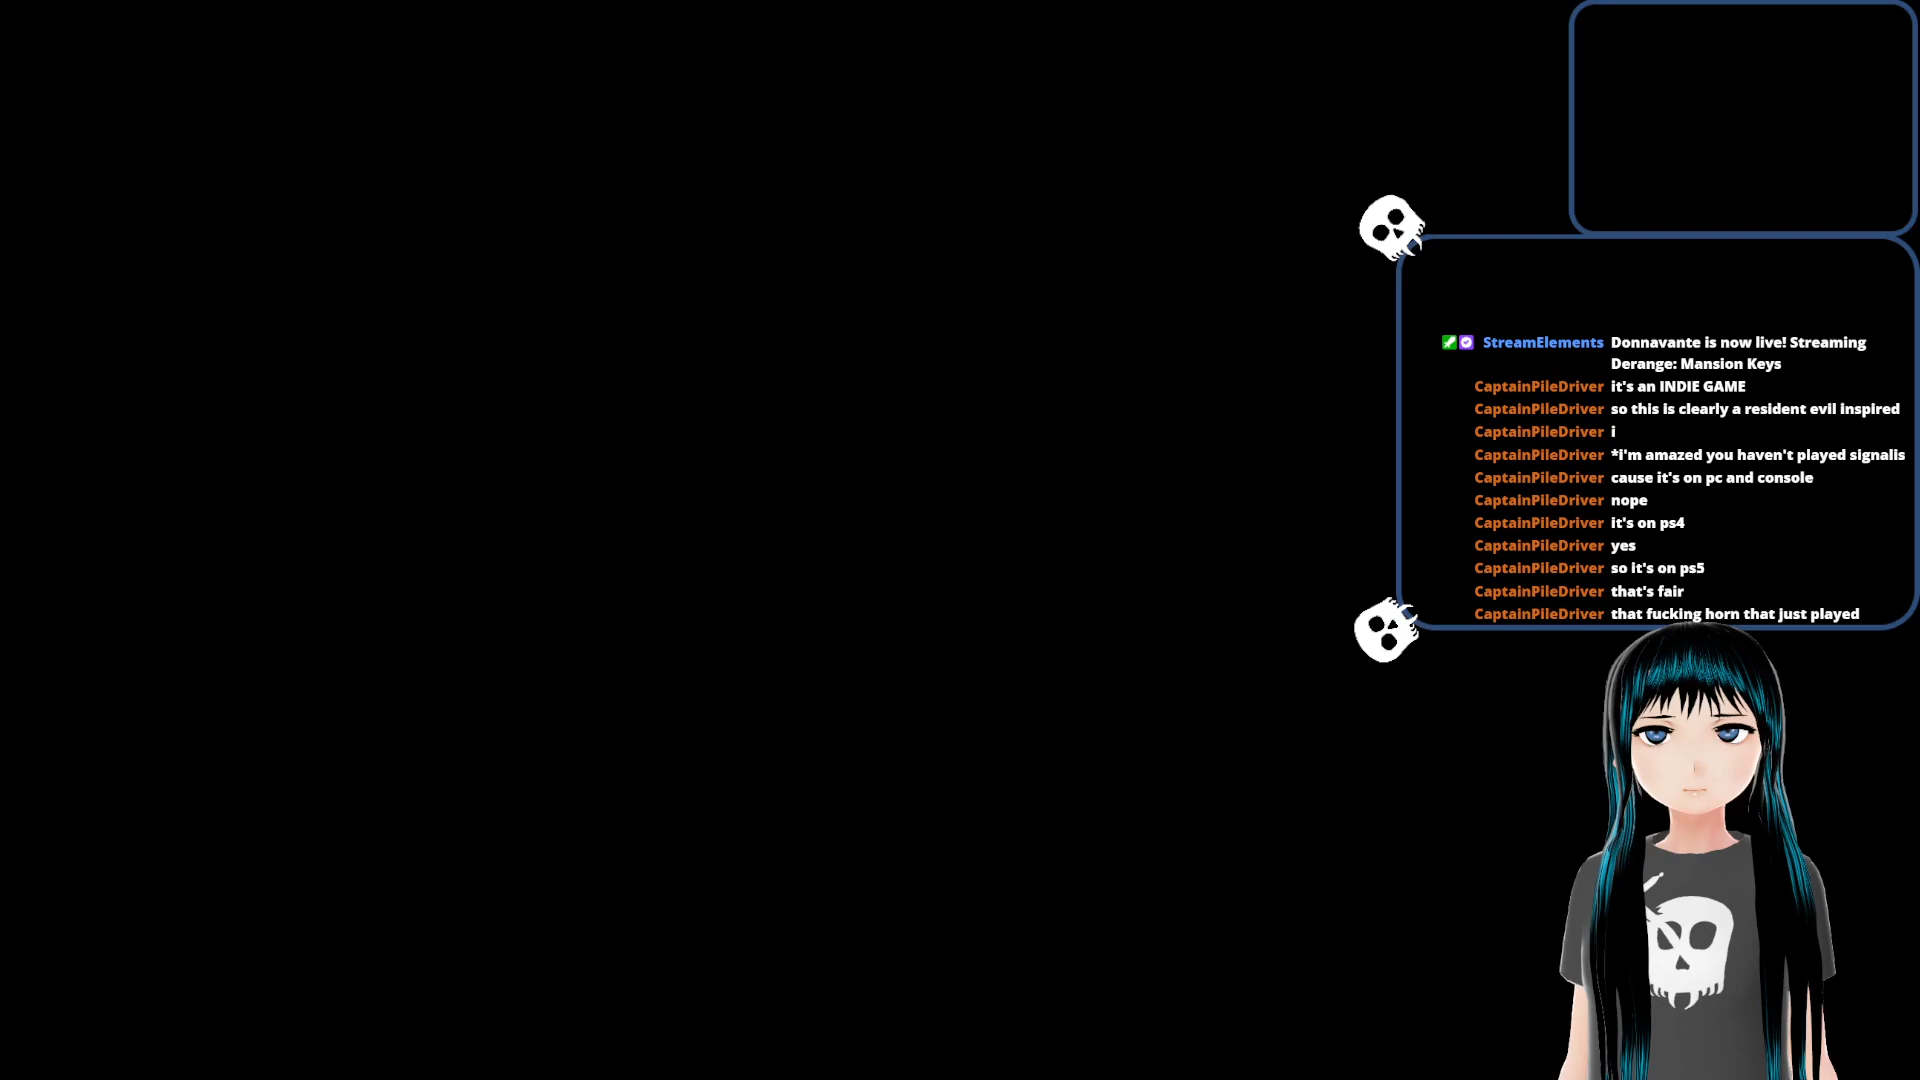 StreamElements Donnavante is now live! Streaming
Derange: Mansion Keys
CaptainPileDriver it's an INDIE GAME
CaptainPileDriver so this is clearly a resident evil inspired
CaptainPileDriver i
CaptainPileDriver *i'm amazed you haven't played signalis
CaptainPileDriver cause it's on pc and console
CaptainPileDriver nope
CaptainPileDriver it's on ps4
CaptainPileDriver yes
CaptainPileDriver so it's on ps5
CaptainPileDriver that's fair
CaptainPileDriver that fucking horn that just played